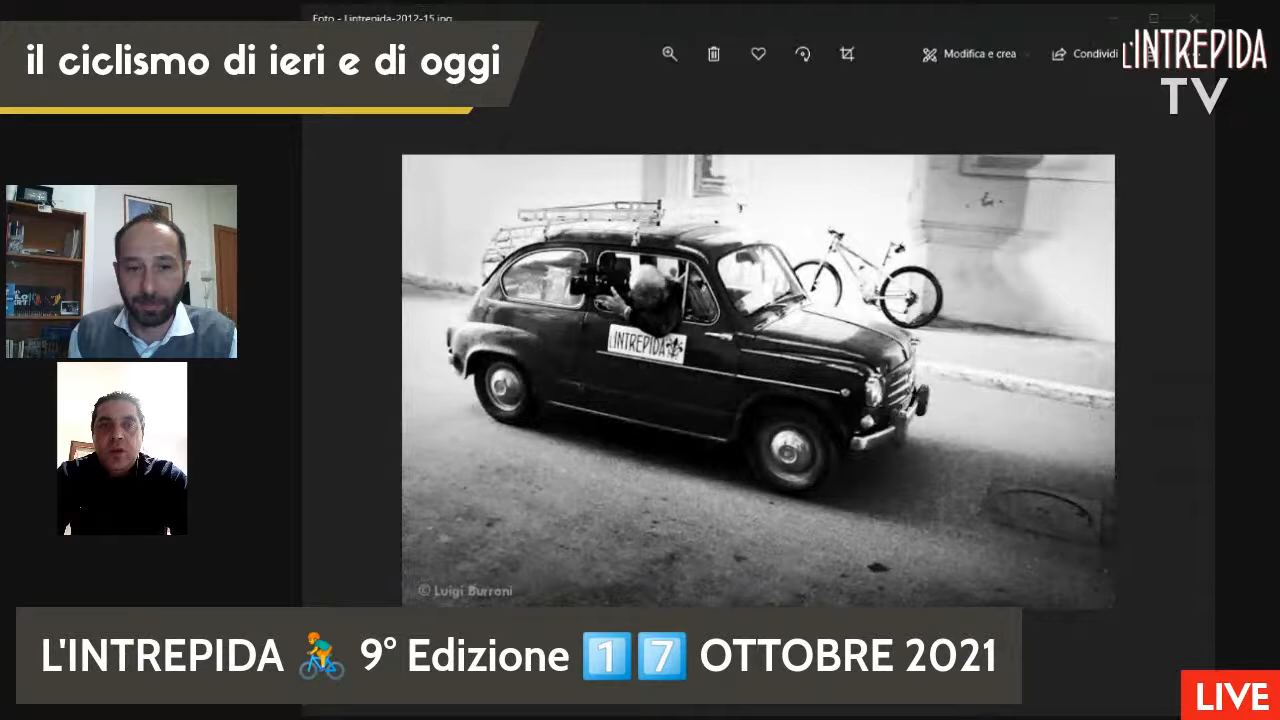 Foto - Lintrepida-2012-15.jpg
il ciclismo di ieri e di oggi
Modifica e crea
Condividi
L'INTREPIDA
TV
L'INTREPIDA
© Luigi Burroni
L'INTREPIDA 🚴 9° Edizione 1️⃣7️⃣ OTTOBRE 2021
LIVE